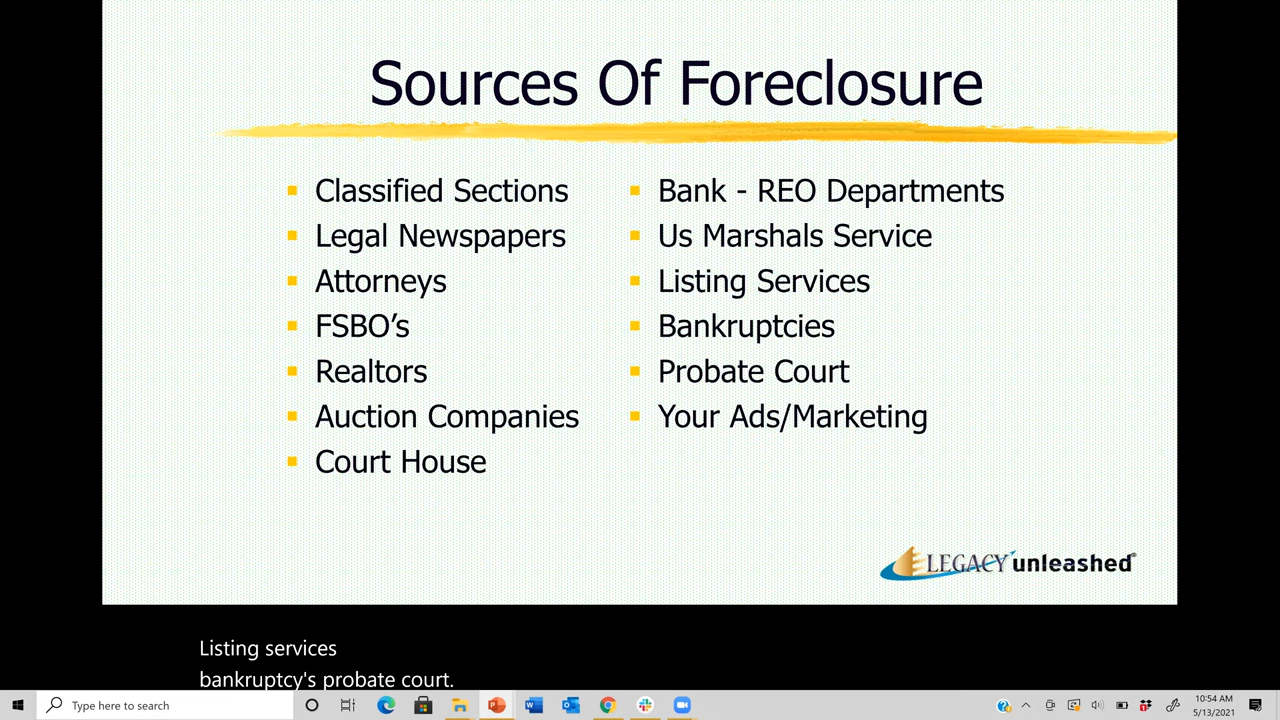 Sources Of Foreclosure
Classified Sections
Legal Newspapers
Attorneys
FSBO's
Realtors
Auction Companies
Court House
Bank - REO Departments
Us Marshals Service
Listing Services
Bankruptcies
Probate Court
Your Ads/Marketing
LEGACY unleashed®
Listing services
bankruptcy's probate court.
Type here to search
10:54 AM
5/13/2021